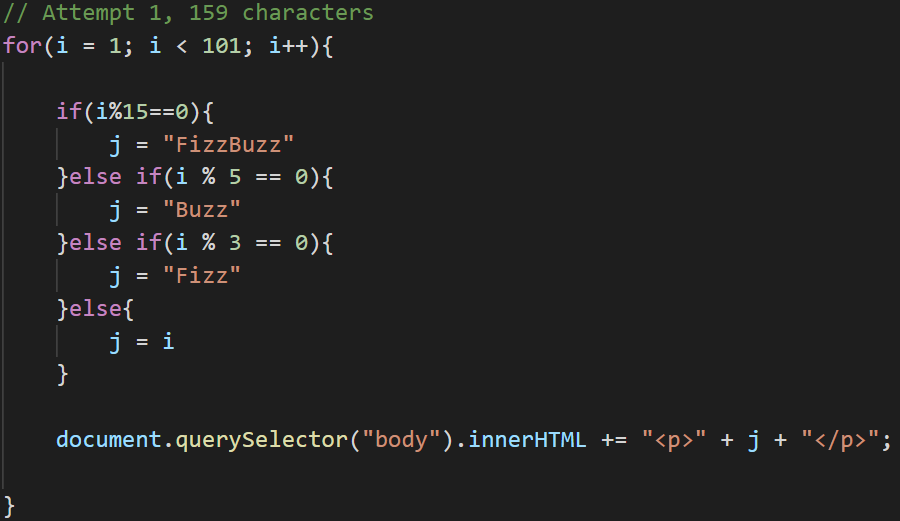 // Attempt 1, 159 characters
for(i = 1; i < 101; i++){
if(i%15==0){
j = "FizzBuzz"
}else if(i % 5 == 0){
j = "Buzz"
}else if(i % 3 == 0){
j = "Fizz"
}else{
j = i
}
document.querySelector("body").innerHTML += "<p>" + j + "</p>";
}